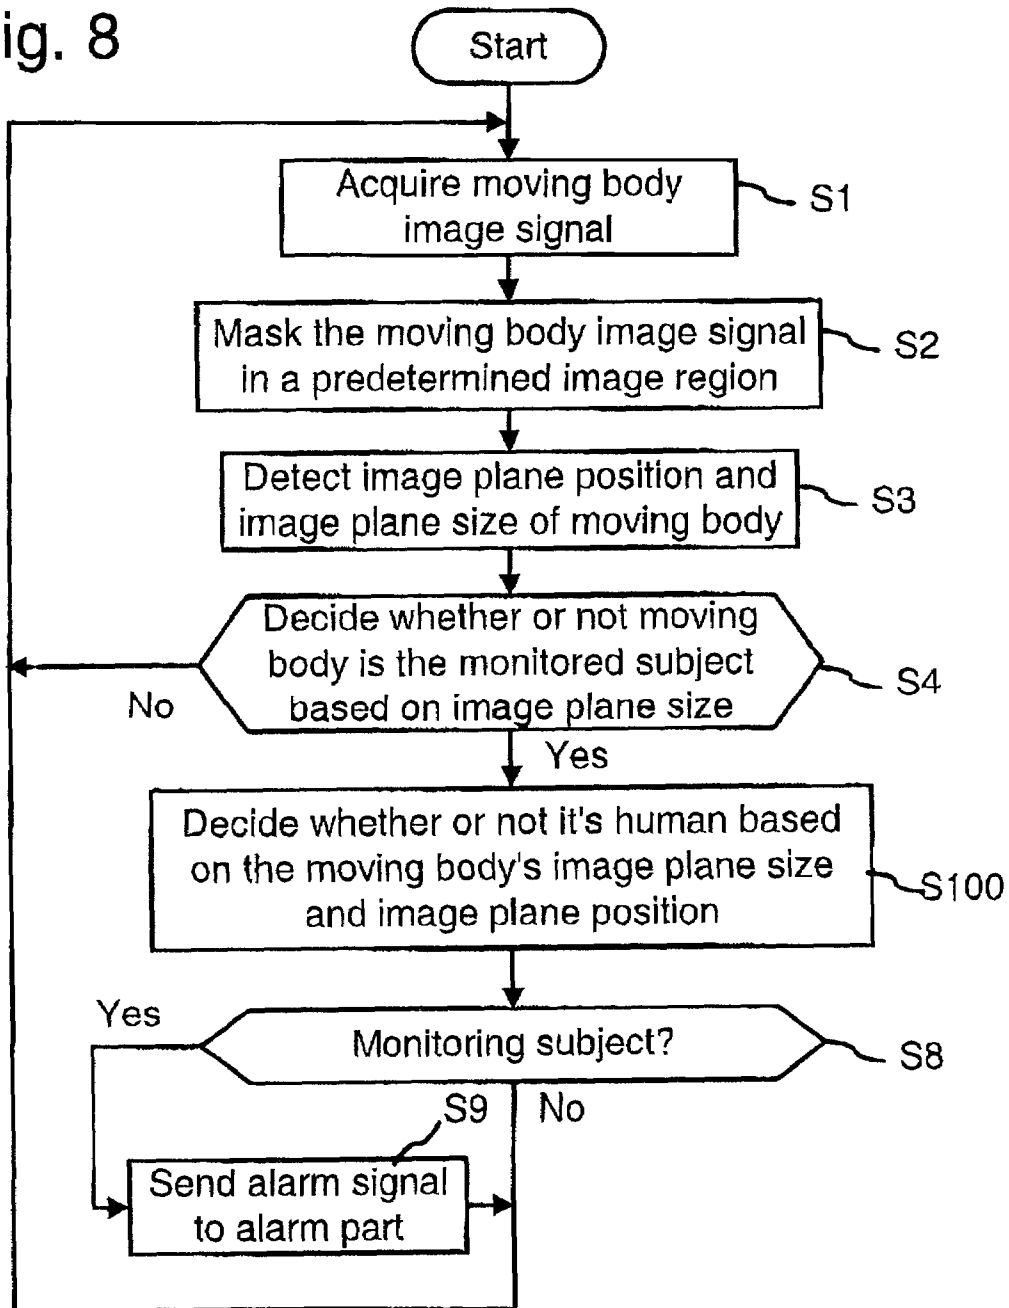 ig. 8
Start
Acquire moving body
image signal
S1
Mask the moving body image signal
in a predetermined image region
S2
Detect image plane position and
image plane size of moving body
S3
Decide whether or not moving
body is the monitored subject
based on image plane size
S4
No
Yes
Decide whether or not it's human based
on the moving body's image plane size
and image plane position
S100
Yes
Monitoring subject?
S8
S9
No
Send alarm signal
to alarm part